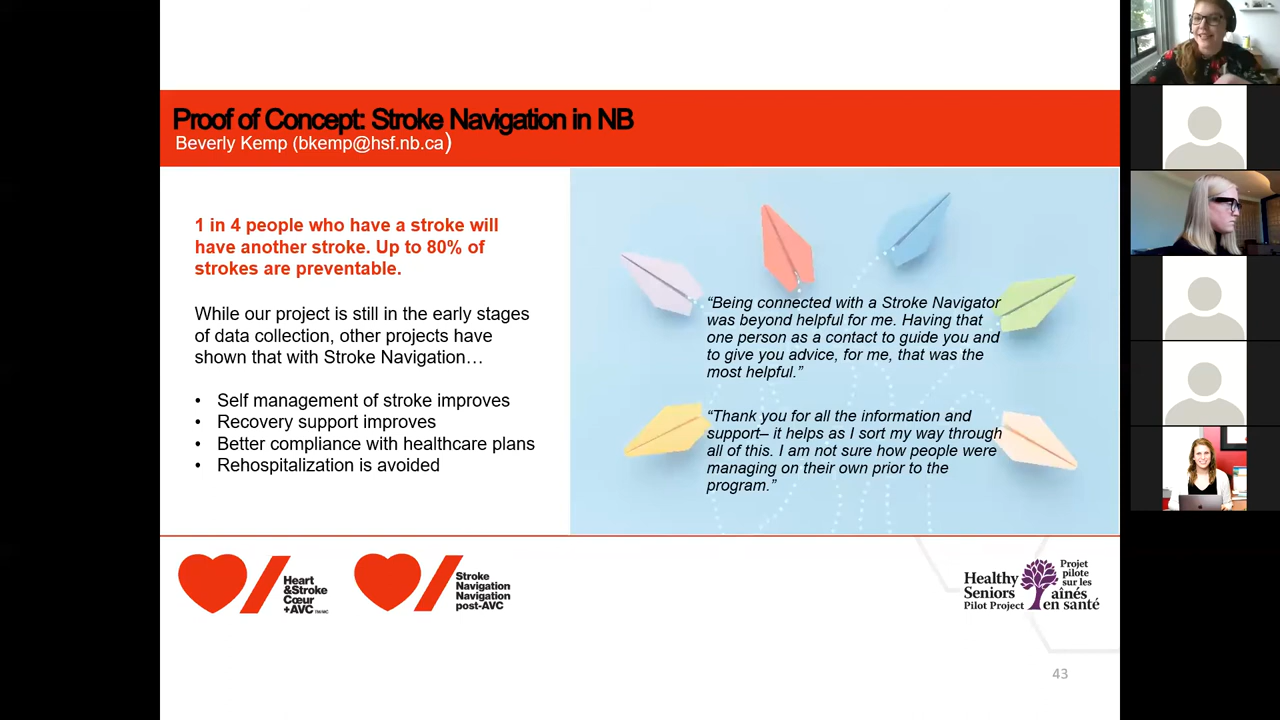 Proof of Concept: Stroke Navigation in NB
Beverly Kemp (bkemp@hsf.nb.ca)
1 in 4 people who have a stroke will
have another stroke. Up to 80% of
strokes are preventable.
While our project is still in the early stages
of data collection, other projects have
shown that with Stroke Navigation…
• Self management of stroke improves
• Recovery support improves
• Better compliance with healthcare plans
• Rehospitalization is avoided
“Being connected with a Stroke Navigator
was beyond helpful for me. Having that
one person as a contact to guide you and
to give you advice, for me, that was the
most helpful.”
“Thank you for all the information and
support– it helps as I sort my way through
all of this. I am not sure how people were
managing on their own prior to the
program.”
Heart
&Stroke
Cœur
+AVC TM/MC
Stroke
Navigation
Navigation
post-AVC
Healthy
Seniors
Pilot Project
Projet
pilote
sur les
aînés
en santé
43